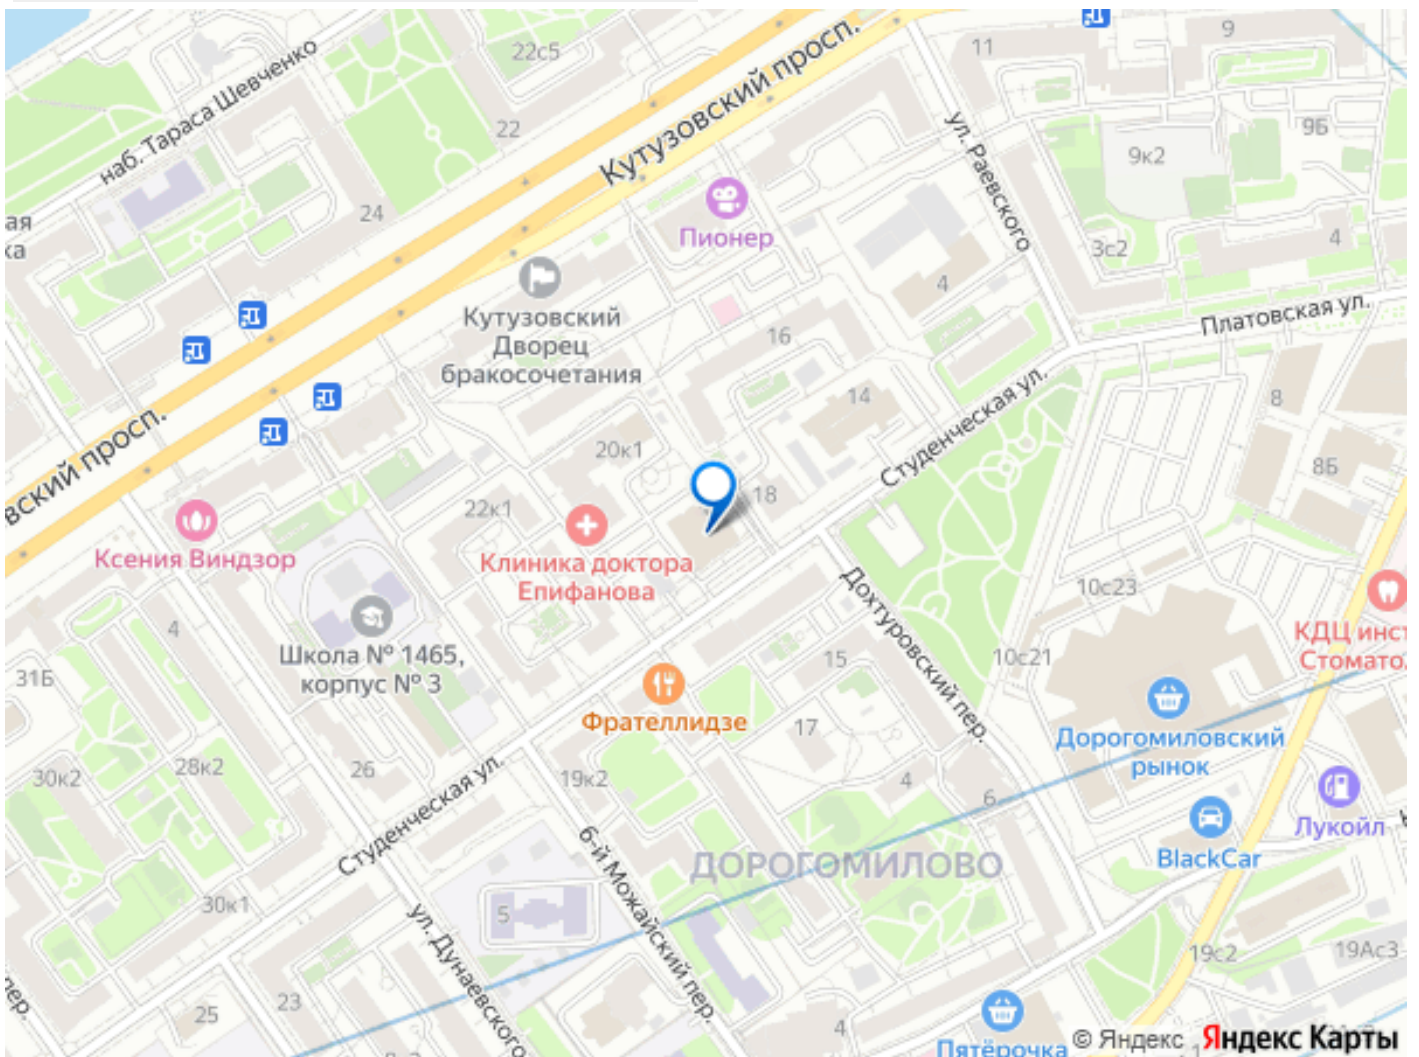 наб. Тараса Шевченко
22с5
22
24
ая
ка
Кутузовский просп.
11
9
9Б
9к2
3с2
4
ул. Раевского
Пионер
4
Платовская ул.
Кутузовский
Дворец
бракосочетания
16
14
Студенческая ул.
8
8Б
вский просп.
20к1
22к1
18
Ксения Виндзор
Клиника доктора
Епифанова
Школа № 1465,
корпус № 3
4
31Б
Дохтуровский пер.
10с23
10с21
КДЦ инст
Стомато.
15
17
Фрателлидзе
Дорогомиловский
рынок
30к2
28к2
26
19к2
4
6
Лукойл
BlackCar
Студенческая ул.
ДОРОГОМИЛОВО
6-й Можайский пер.
30к1
5
ул. Дунаевского
19с2
19Ас3
пер.
25
23
4
Пятёрочка
© Яндекс
Яндекс Карты